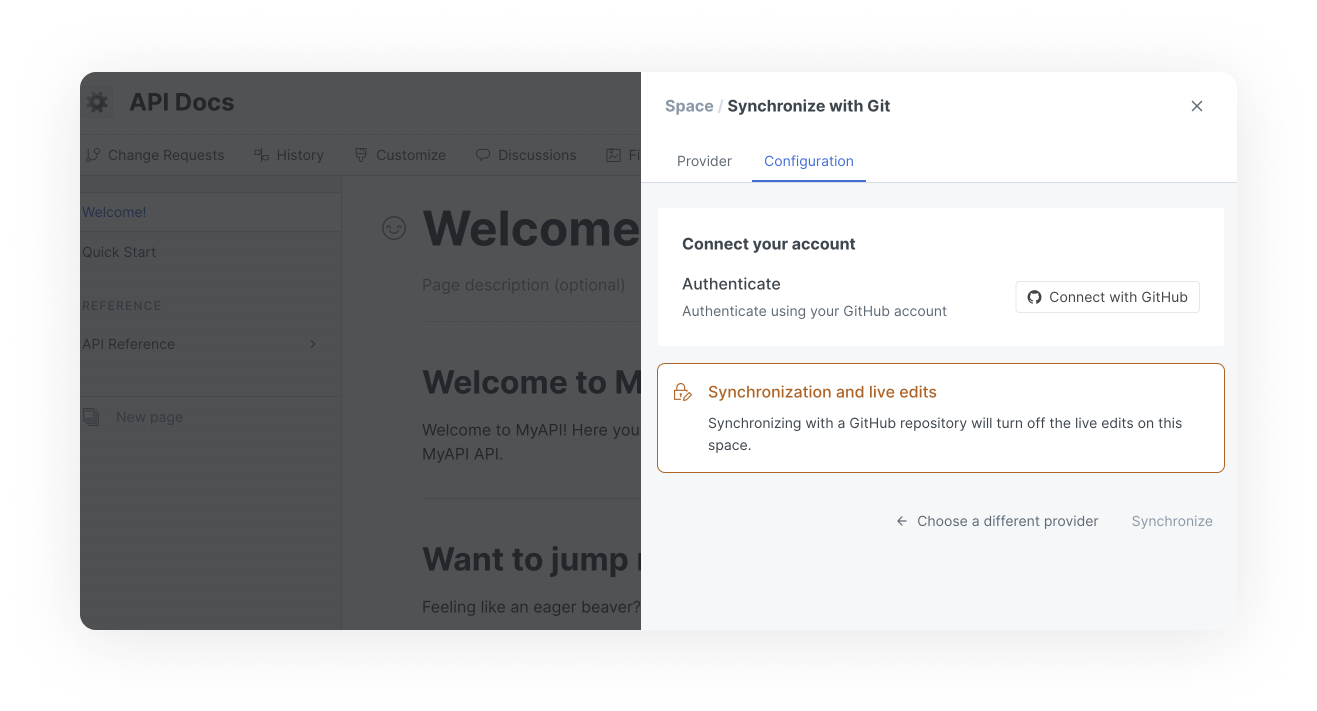 API Docs
Change Requests
History
Customize
Discussions
Fi
Welcome!
Quick Start
REFERENCE
API Reference
New page
Welcome
Page description (optional)
Welcome to M
Welcome to MyAPI! Here you
MyAPI API.
Want to jump
Feeling like an eager beaver?
Space / Synchronize with Git
Provider
Configuration
Connect your account
Authenticate
Authenticate using your GitHub account
Connect with GitHub
Synchronization and live edits
Synchronizing with a GitHub repository will turn off the live edits on this
space.
Choose a different provider
Synchronize